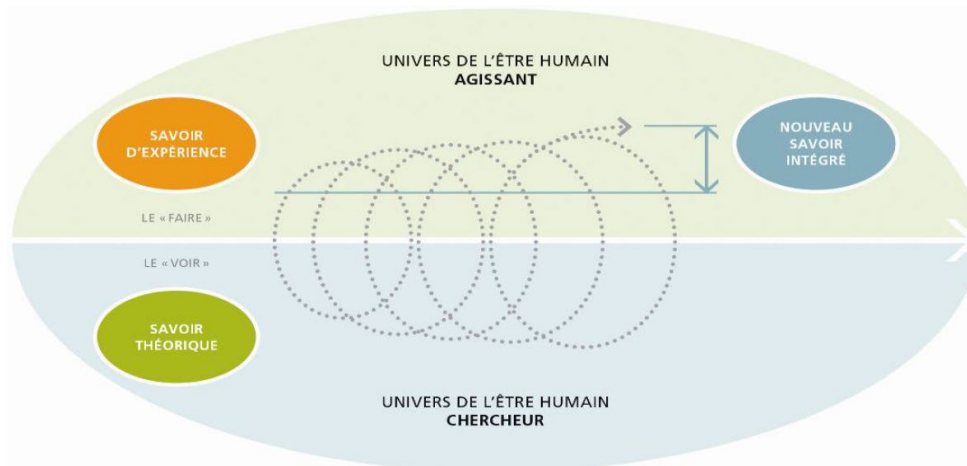 UNIVERS DE L'ÊTRE HUMAIN
AGISSANT
SAVOIR
D'EXPÉRIENCE
NOUVEAU
SAVOIR
INTÉGRÉ
LE « FAIRE »
LE « VOIR »
SAVOIR
THÉORIQUE
UNIVERS DE L'ÊTRE HUMAIN
CHERCHEUR